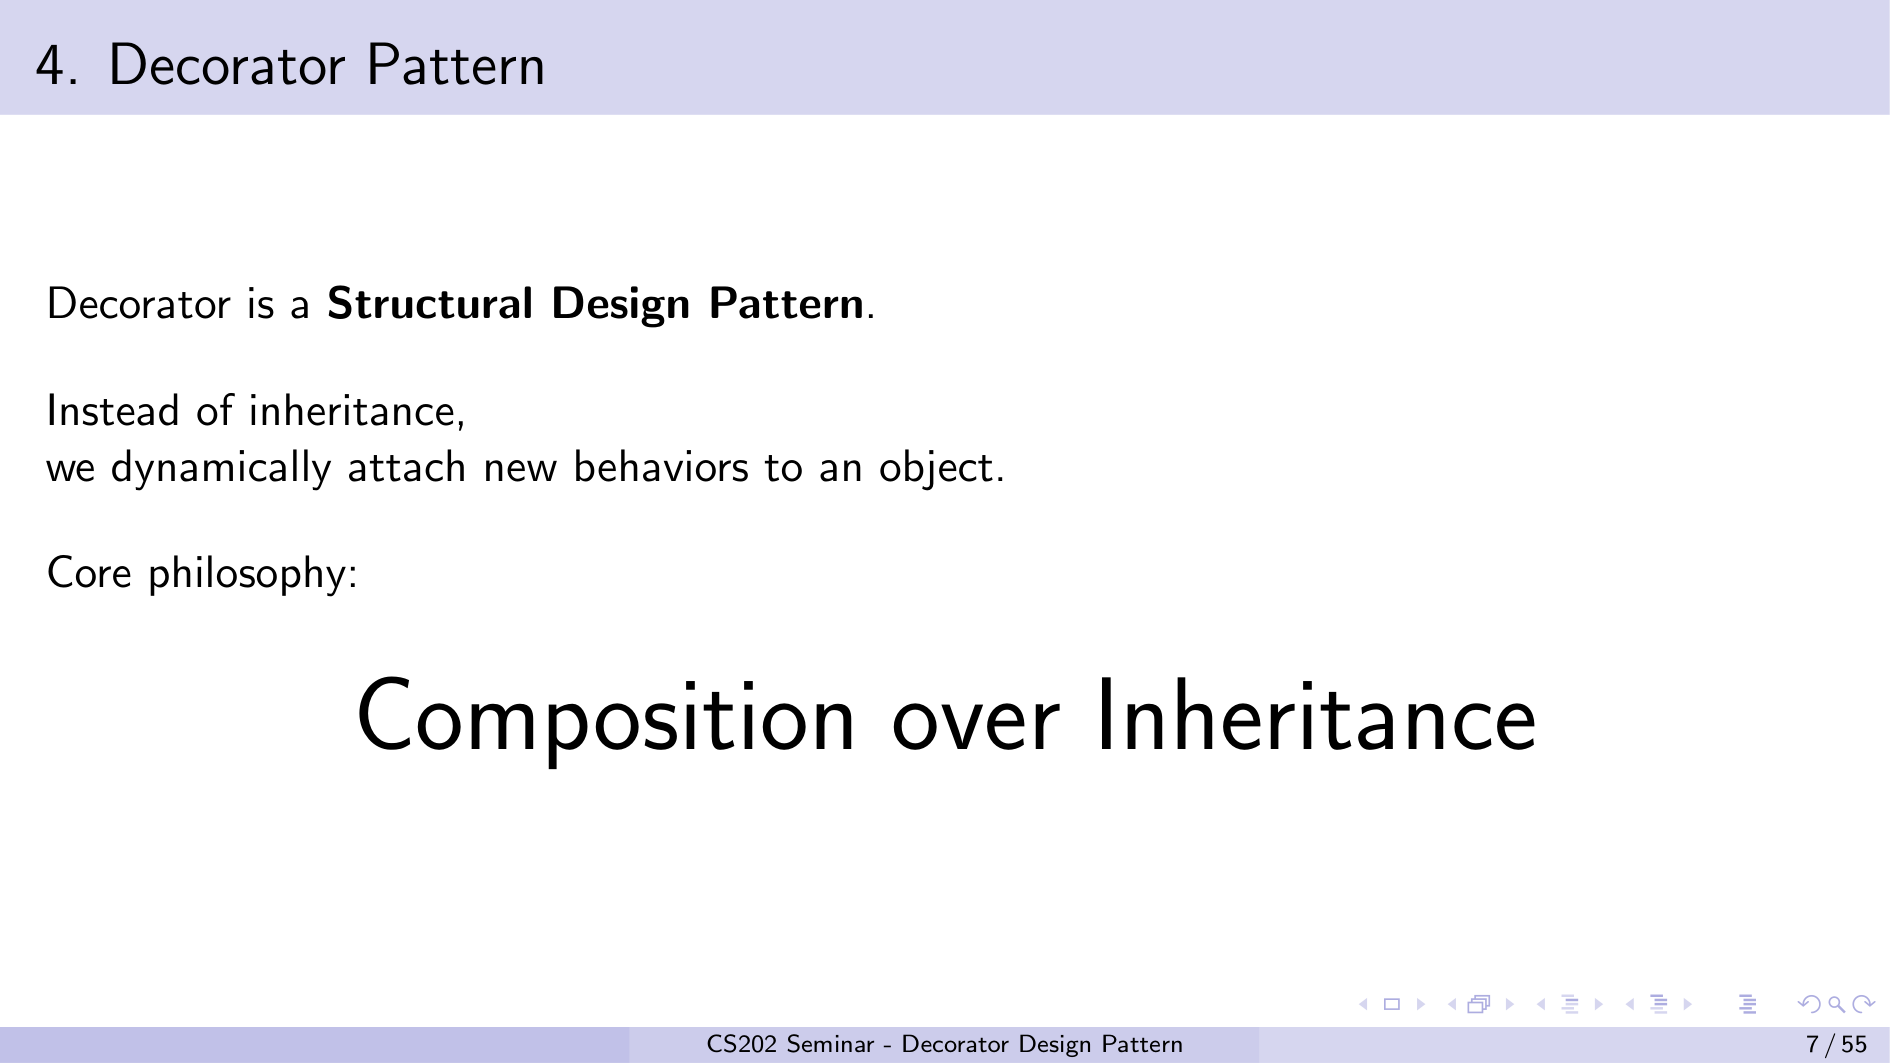 4. Decorator Pattern
Decorator is a Structural Design Pattern.
Instead of inheritance,
we dynamically attach new behaviors to an object.
Core philosophy:
Composition over Inheritance
CS202 Seminar - Decorator Design Pattern
7 / 55